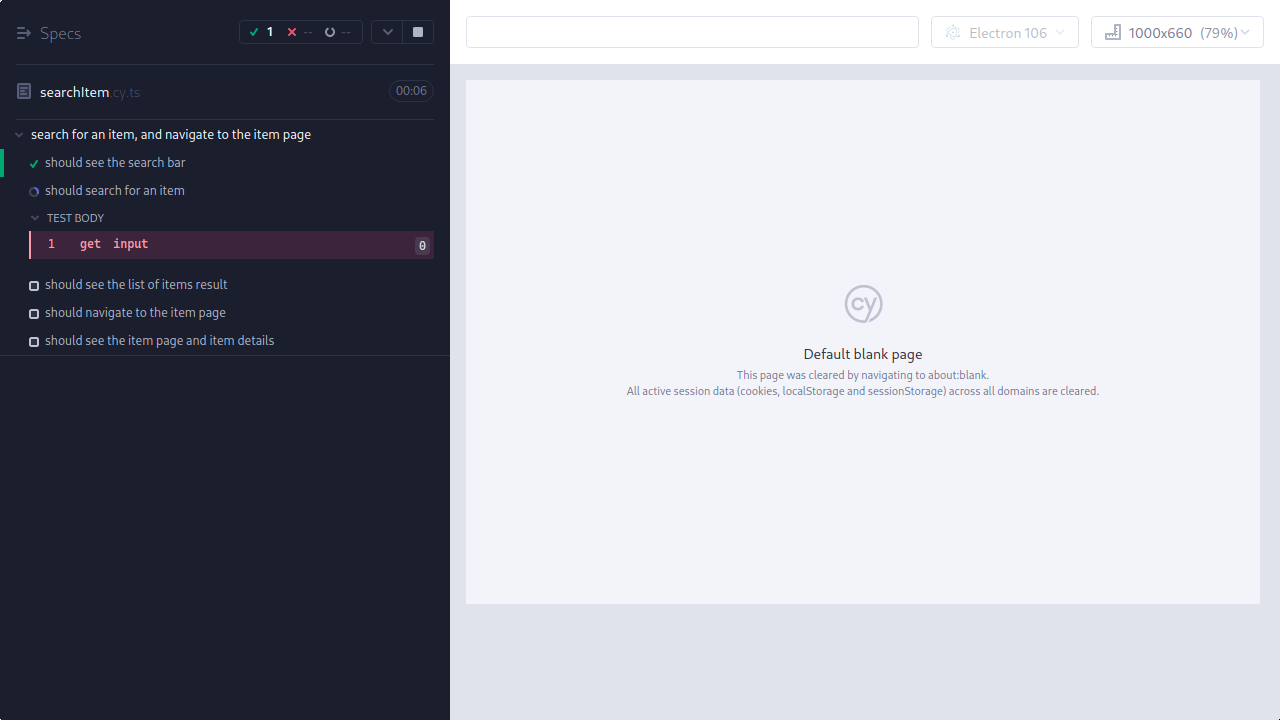 Specs
1 -- --
Electron 106
1000x660 (79%)
searchItem.cy.ts
00:06
search for an item, and navigate to the item page
should see the search bar
should search for an item
TEST BODY
1 get input 0
should see the list of items result
should navigate to the item page
should see the item page and item details
cy
Default blank page
This page was cleared by navigating to about:blank.
All active session data (cookies, localStorage and sessionStorage) across all domains are cleared.